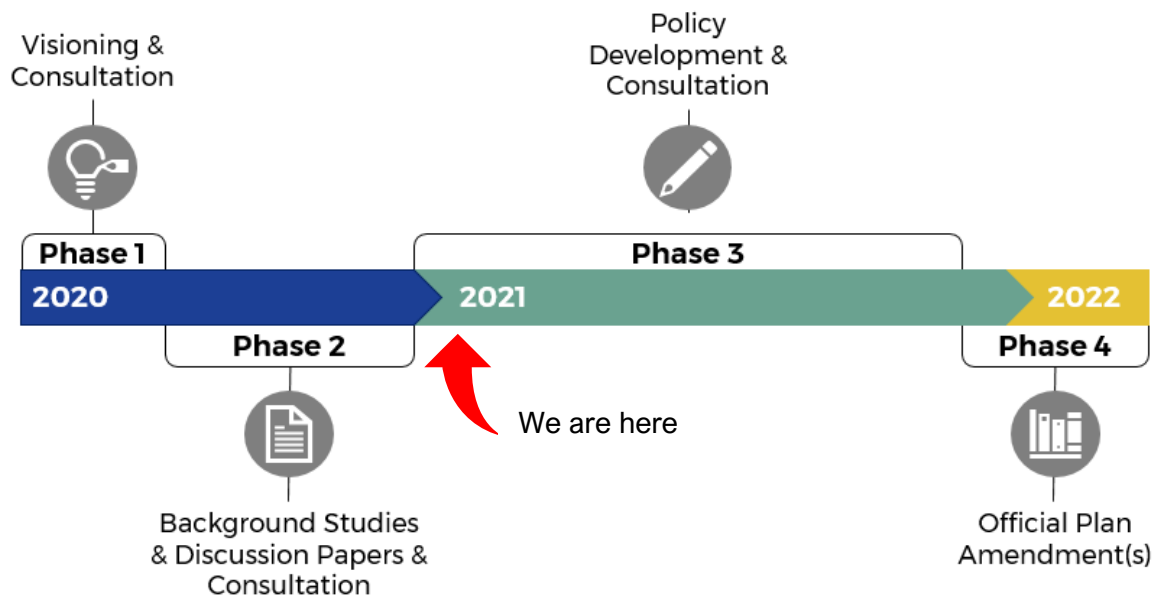 Visioning &
Consultation
Policy
Development &
Consultation
Phase 1
Phase 3
2020
2021
2022
Phase 2
Phase 4
We are here
Background Studies
& Discussion Papers &
Consultation
Official Plan
Amendment(s)